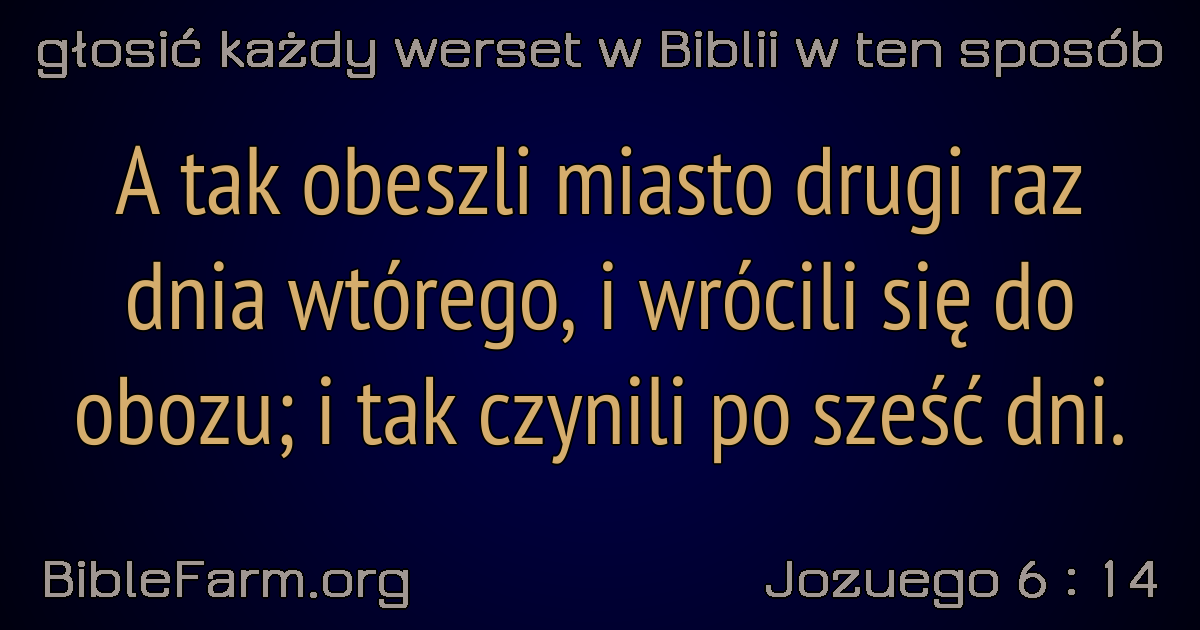 głosić każdy werset w Biblii w ten sposób
A tak obeszli miasto drugi raz
dnia wtórego, i wrócili się do
obozu; i tak czynili po sześć dni.
BibleFarm.org
Jozuego 6 : 14